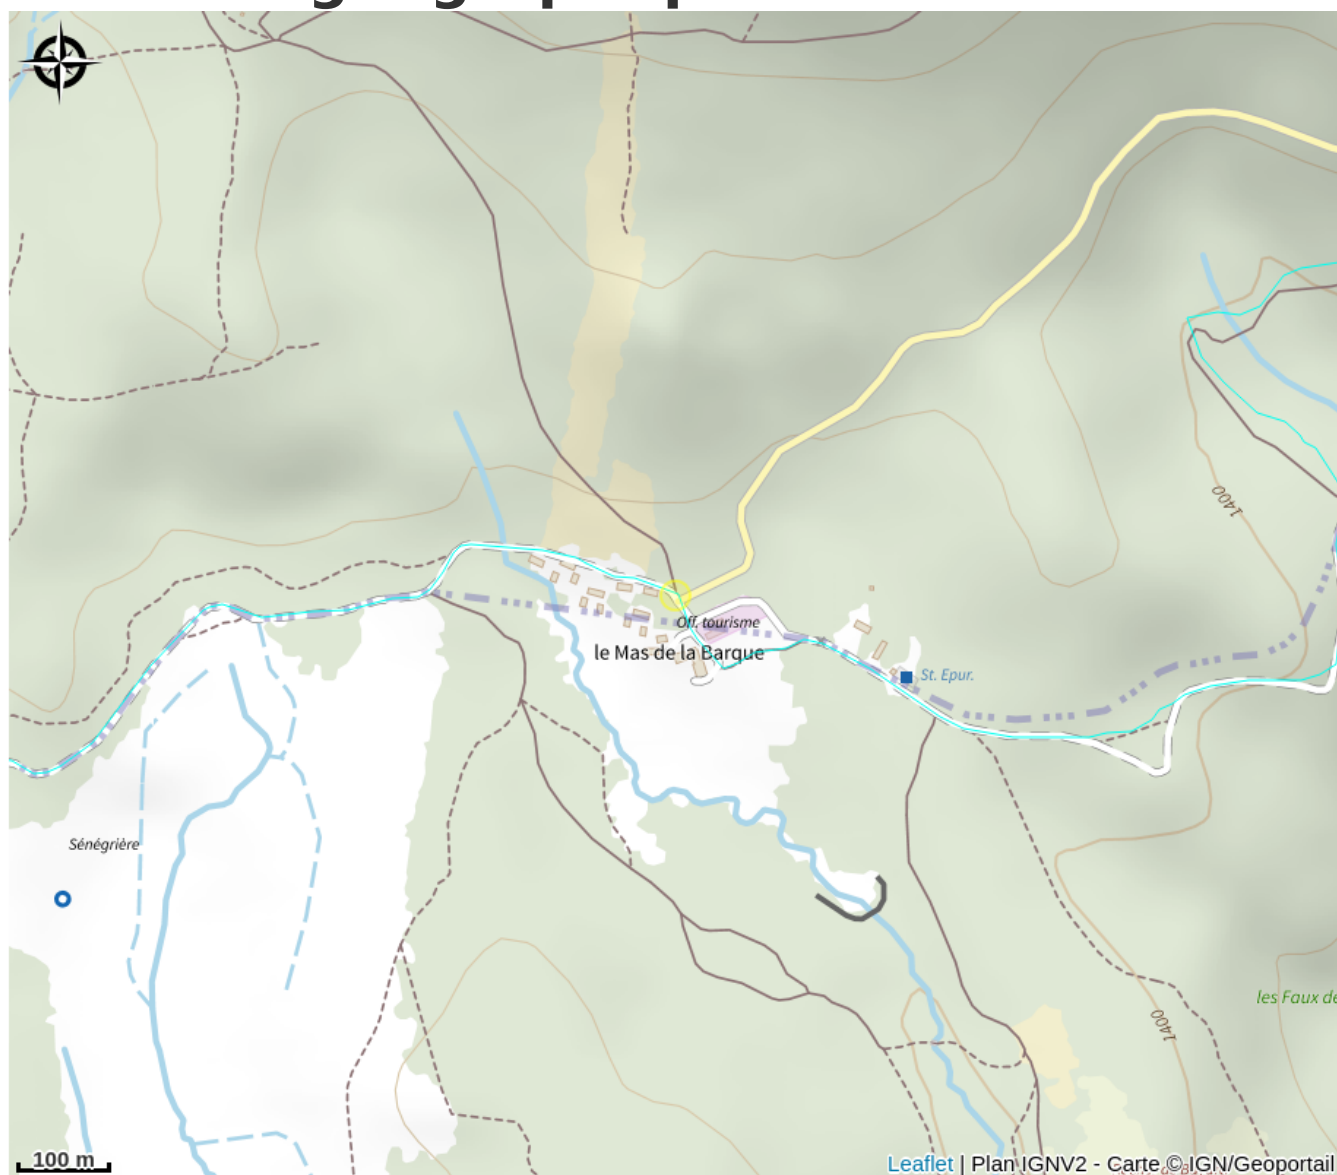 1400
Off. tourisme
le Mas de la Barque
St. Epur.
Sénégrière
les Faux de
1400
100 m
Leaflet | Plan IGNV2 - Carte © IGN/Geoportail